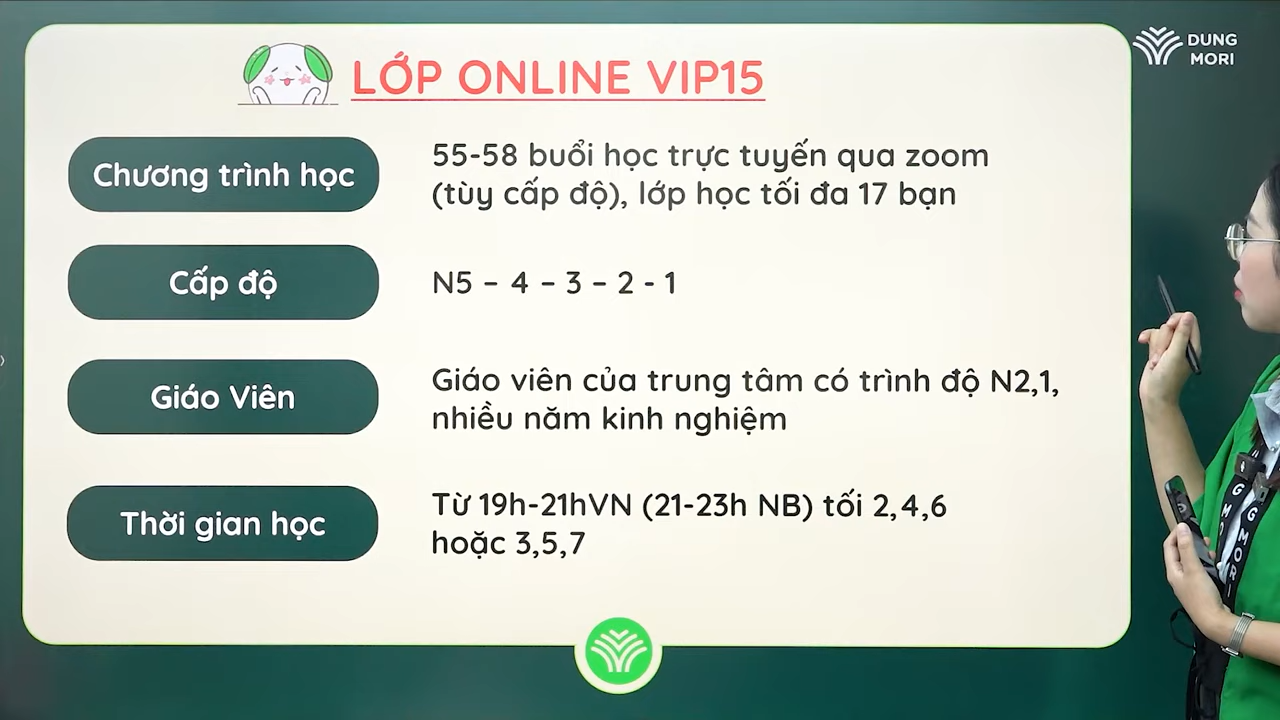 DUNG
MORI
LỚP ONLINE VIP15
Chương trình học
55-58 buổi học trực tuyến qua zoom
(tùy cấp độ), lớp học tối đa 17 bạn
Cấp độ
N5 – 4 – 3 – 2 - 1
Giáo Viên
Giáo viên của trung tâm có trình độ N2,1,
nhiều năm kinh nghiệm
Thời gian học
Từ 19h-21hVN (21-23h NB) tối 2,4,6
hoặc 3,5,7